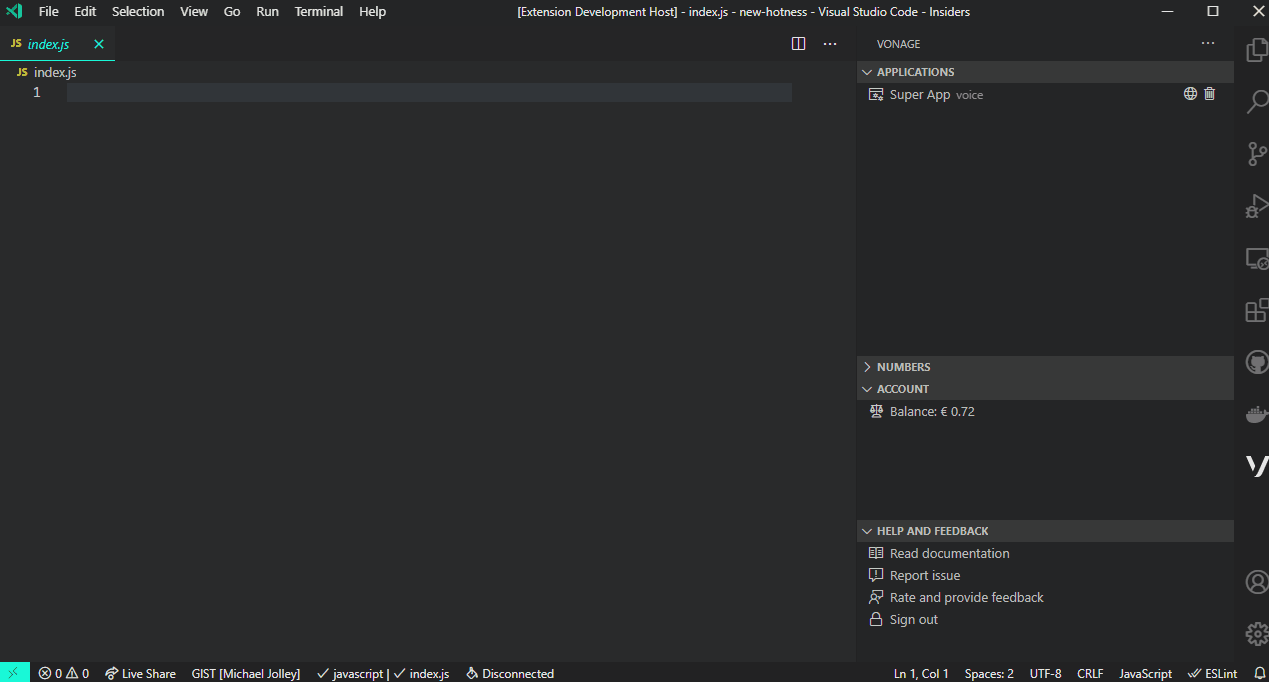 File Edit Selection View Go Run Terminal Help [Extension Development Host] - index.js - new-hotness - Visual Studio Code - Insiders
JS index.js
JS index.js
1
VONAGE
APPLICATIONS
Super App voice
NUMBERS
ACCOUNT
Balance: € 0.72
HELP AND FEEDBACK
Read documentation
Report issue
Rate and provide feedback
Sign out
0 0 Live Share GIST [Michael Jolley] javascript | index.js Disconnected Ln 1, Col 1 Spaces: 2 UTF-8 CRLF JavaScript ESLint